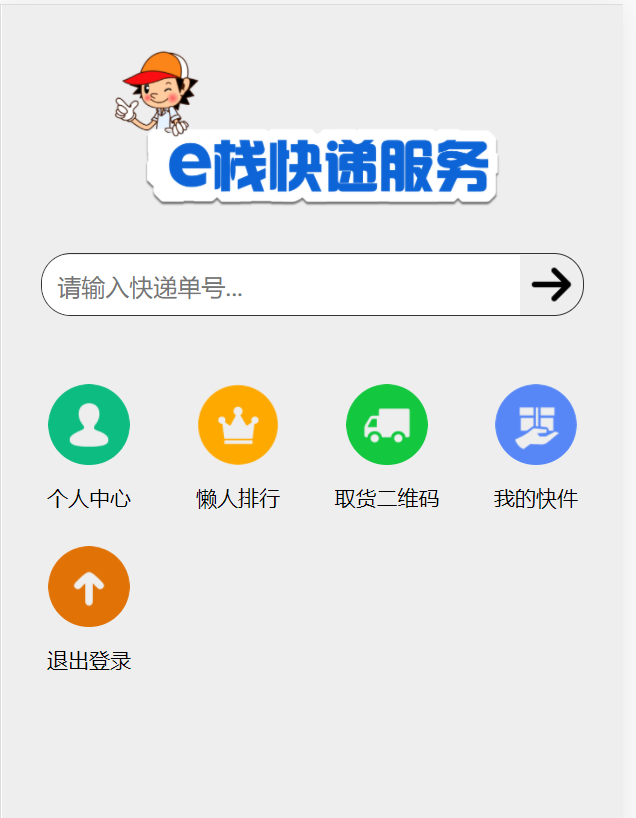 e栈快递服务
请输入快递单号...
个人中心
懒人排行
取货二维码
我的快件
退出登录